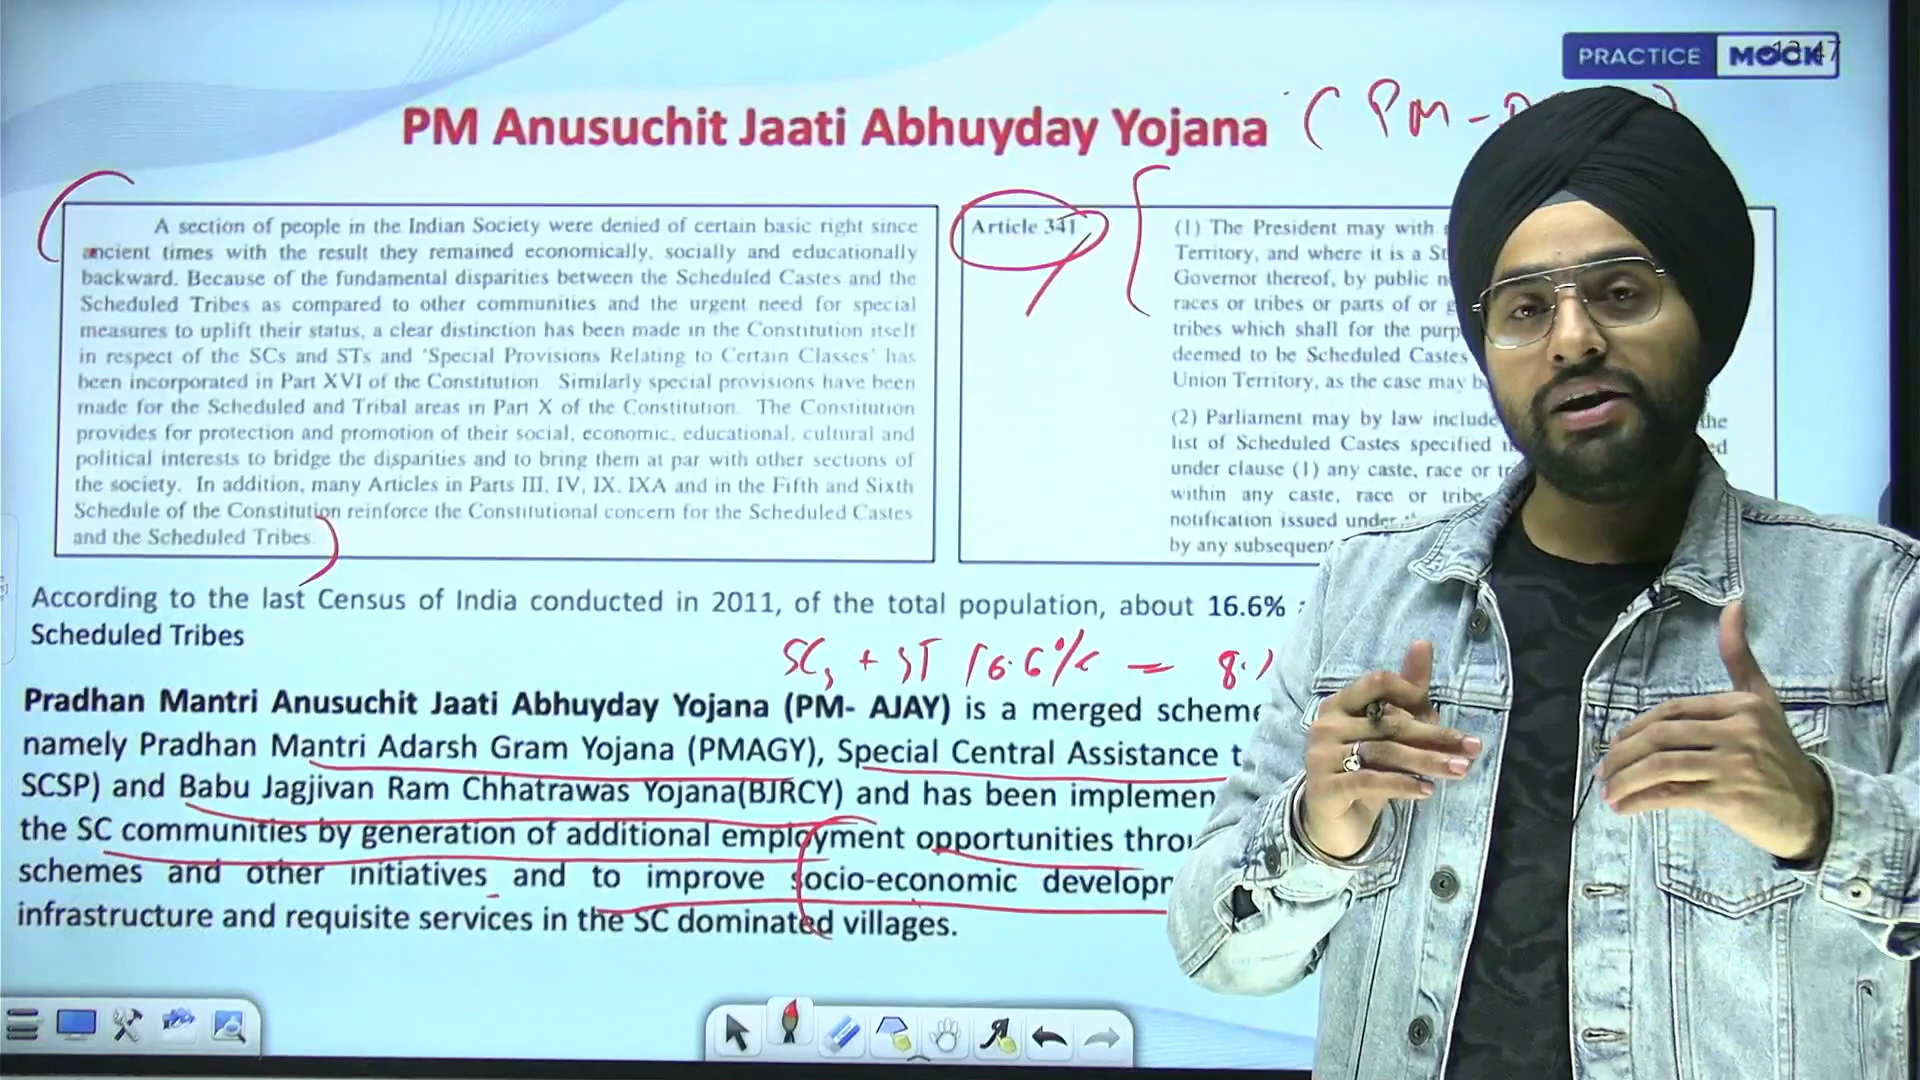 PRACTICE MOCK
13:47
PM Anusuchit Jaati Abhuyday Yojana (PM-
A section of people in the Indian Society were denied of certain basic right since
ancient times with the result they remained economically, socially and educationally
backward. Because of the fundamental disparities between the Scheduled Castes and the
Scheduled Tribes as compared to other communities and the urgent need for special
measures to uplift their status, a clear distinction has been made in the Constitution itself
in respect of the SCs and STs and 'Special Provisions Relating to Certain Classes' has
been incorporated in Part XVI of the Constitution. Similarly special provisions have been
made for the Scheduled and Tribal areas in Part X of the Constitution. The Constitution
provides for protection and promotion of their social, economic, educational, cultural and
political interests to bridge the disparities and to bring them at par with other sections of
the society. In addition, many Articles in Parts III, IV, IX. IXA and in the Fifth and Sixth
Schedule of the Constitution reinforce the Constitutional concern for the Scheduled Castes
and the Scheduled Tribes.
Article 341
(1) The President may with
Territory, and where it is a
Governor thereof, by public
races or tribes or parts of or
tribes which shall for the
deemed to be Scheduled Castes
Union Territory, as the case may
(2) Parliament may by law include the
list of Scheduled Castes specified
under clause (1) any caste, race or
within any caste, race or tribe
notification issued under
by any
According to the last Census of India conducted in 2011, of the total population, about 16.6%
Scheduled Tribes
SCs + ST 16.6% = 8.
Pradhan Mantri Anusuchit Jaati Abhuyday Yojana (PM- AJAY) is a merged scheme
namely Pradhan Mantri Adarsh Gram Yojana (PMAGY), Special Central Assistance
SCSP) and Babu Jagjivan Ram Chhatrawas Yojana(BJRCY) and has been
the SC communities by generation of additional employment opportunities
schemes and other initiatives and to improve socio-economic
infrastructure and requisite services in the SC dominated villages.